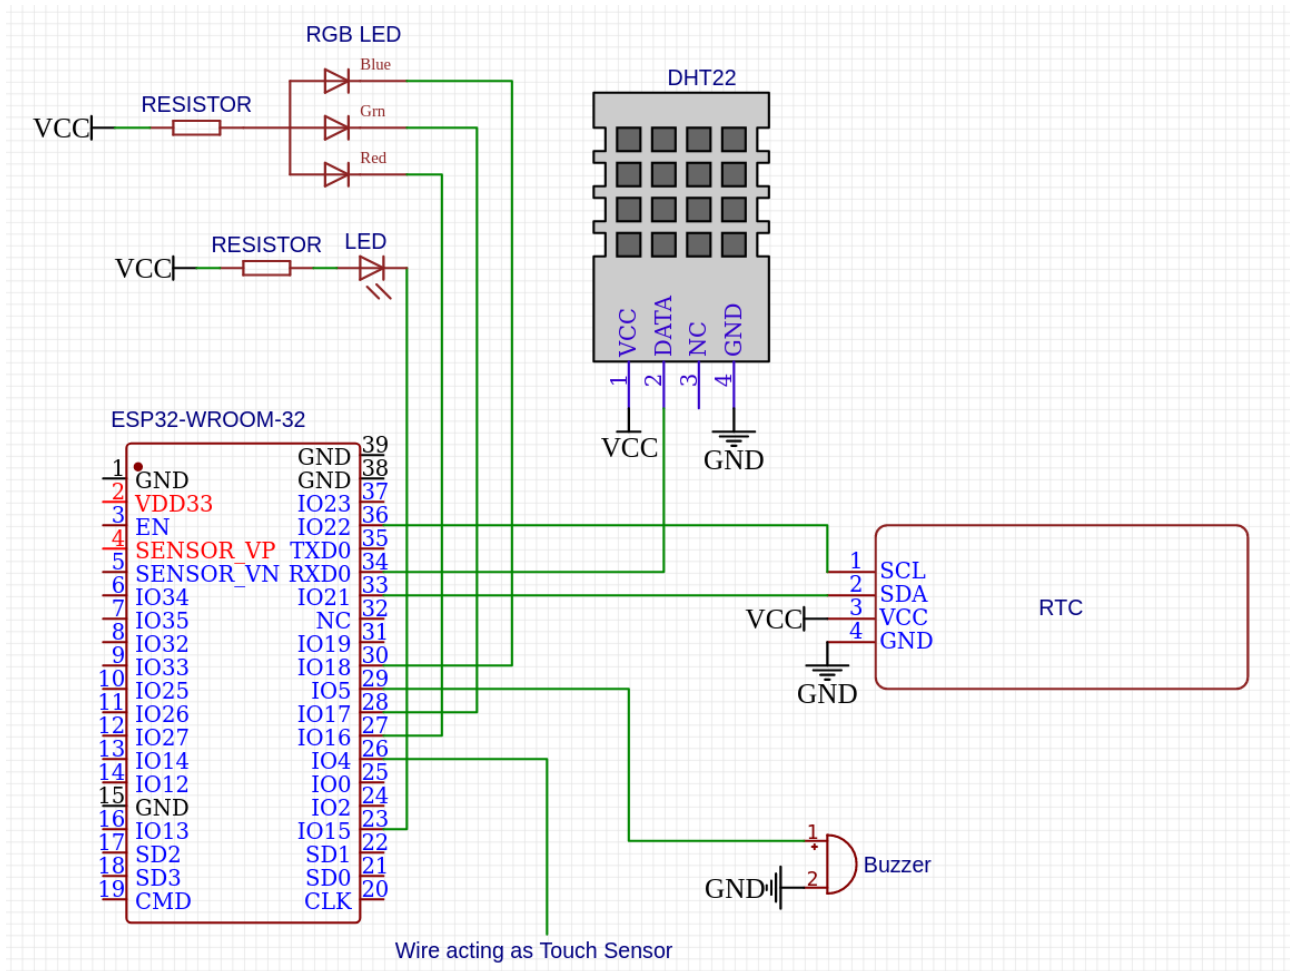 RGB LED
Blue
RESISTOR
VCC
Grn
Red
RESISTOR
LED
VCC
DHT22
VCC
DATA
NC
GND
1
2
3
4
VCC
GND
ESP32-WROOM-32
1 GND
2 VDD33
3 EN
4 SENSOR_VP
5 SENSOR_VN
6 IO34
7 IO35
8 IO32
9 IO33
10 IO25
11 IO26
12 IO27
13 IO14
14 IO12
15 GND
16 IO13
17 SD2
18 SD3
19 CMD
GND 39
GND 38
IO23 37
IO22 36
TXD0 35
RXD0 34
IO21 33
NC 32
IO19 31
IO18 30
IO5 29
IO17 28
IO16 27
IO4 26
IO0 25
IO2 24
IO15 23
SD1 22
SD0 21
CLK 20
1 SCL
2 SDA
VCC 3 VCC
4 GND
GND
RTC
1
+
2
GND
Buzzer
Wire acting as Touch Sensor